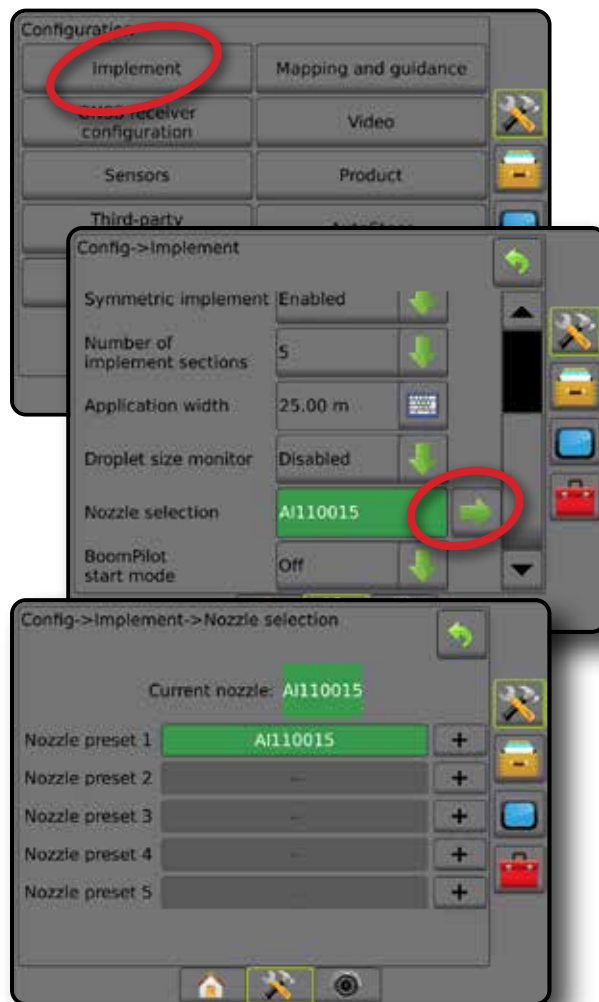 Configuration
Implement
Mapping and guidance
GNSS receiver
configuration
Video
Sensors
Product
Third-party
Config->Implement
Symmetric implement Enabled
Number of
implement sections
5
Application width 25.00 m
Droplet size monitor Disabled
Nozzle selection AI110015
BoomPilot
start mode
Off
Config->Implement->Nozzle selection
Current nozzle: AI110015
Nozzle preset 1 AI110015 +
Nozzle preset 2 -- +
Nozzle preset 3 -- +
Nozzle preset 4 -- +
Nozzle preset 5 -- +